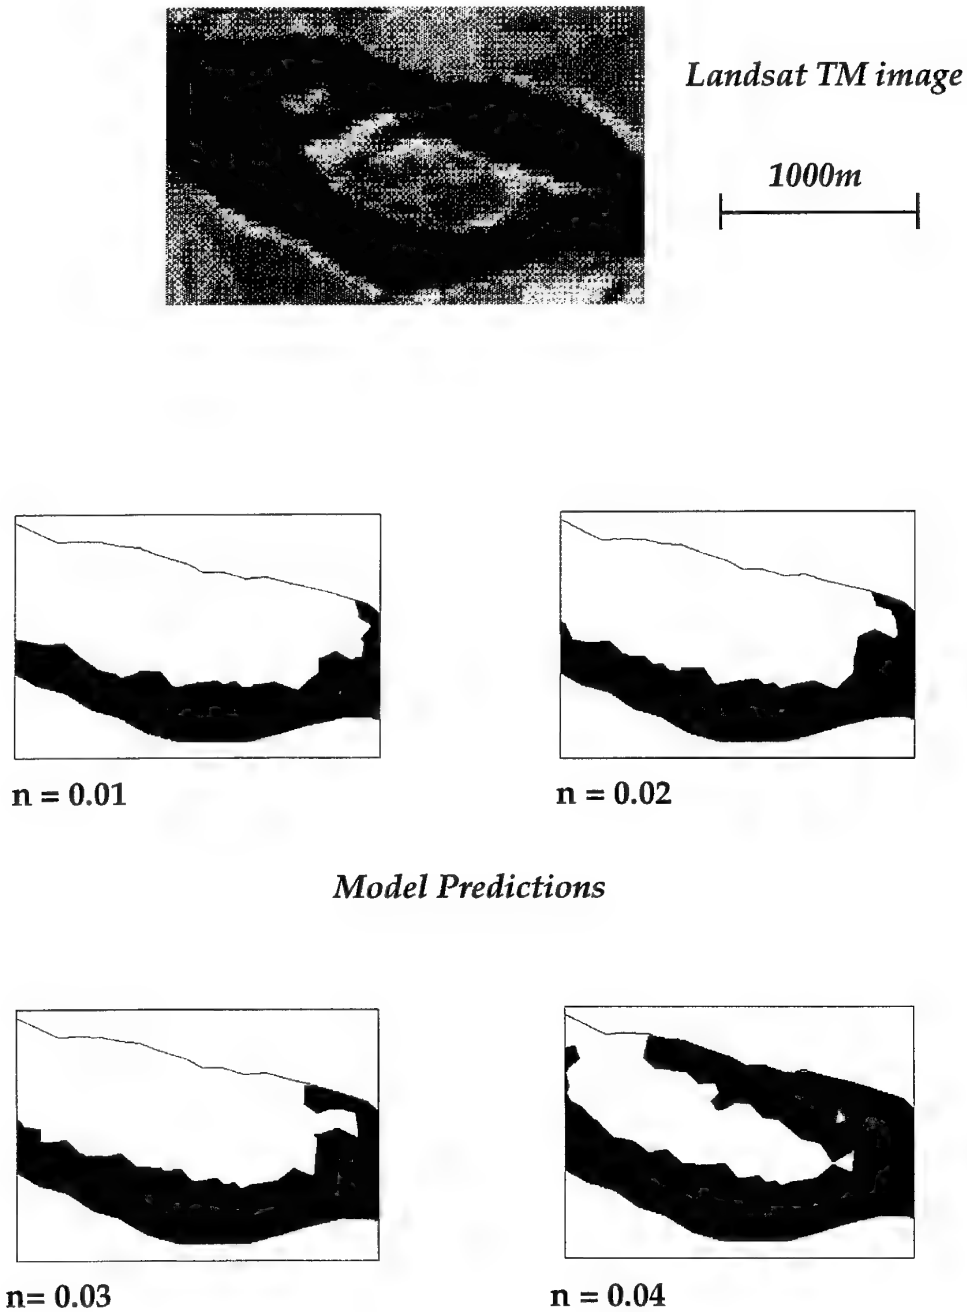 Landsat TM image
1000m
n = 0.01
n = 0.02
Model Predictions
n= 0.03
n = 0.04